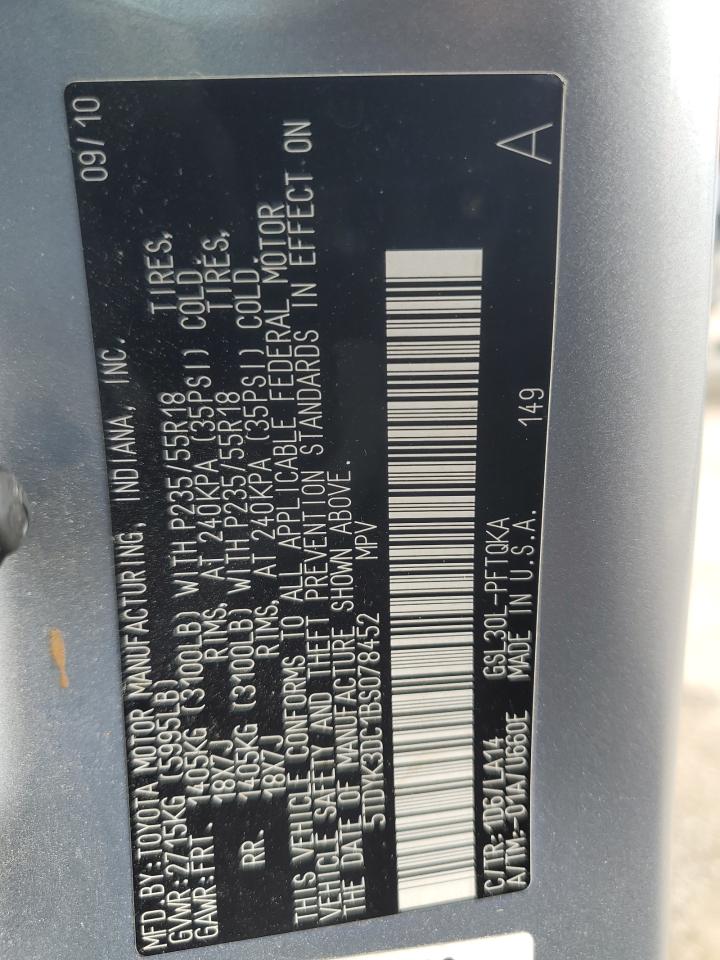 MFD. BY: TOYOTA MOTOR MANUFACTURING, INDIANA, INC. 09/10
GVWR: 2715KG (5995LB)
GAWR: FRT. 1405KG (3100LB) WITH P235/55R18 TIRES,
18X7J RIMS, AT 240KPA (35PSI) COLD.
RR. 1405KG (3100LB) WITH P235/55R18 TIRES,
18X7J RIMS, AT 240KPA (35PSI) COLD.
THIS VEHICLE CONFORMS TO ALL APPLICABLE FEDERAL MOTOR
VEHICLE SAFETY AND THEFT PREVENTION STANDARDS IN EFFECT ON
THE DATE OF MANUFACTURE SHOWN ABOVE.
5TDYK3DC1BS078452 MPV
C/TR: 1D6/LA14 GSL30L-PFTQKA
A/TM: -01A/U660E MADE IN U.S.A. 149 A